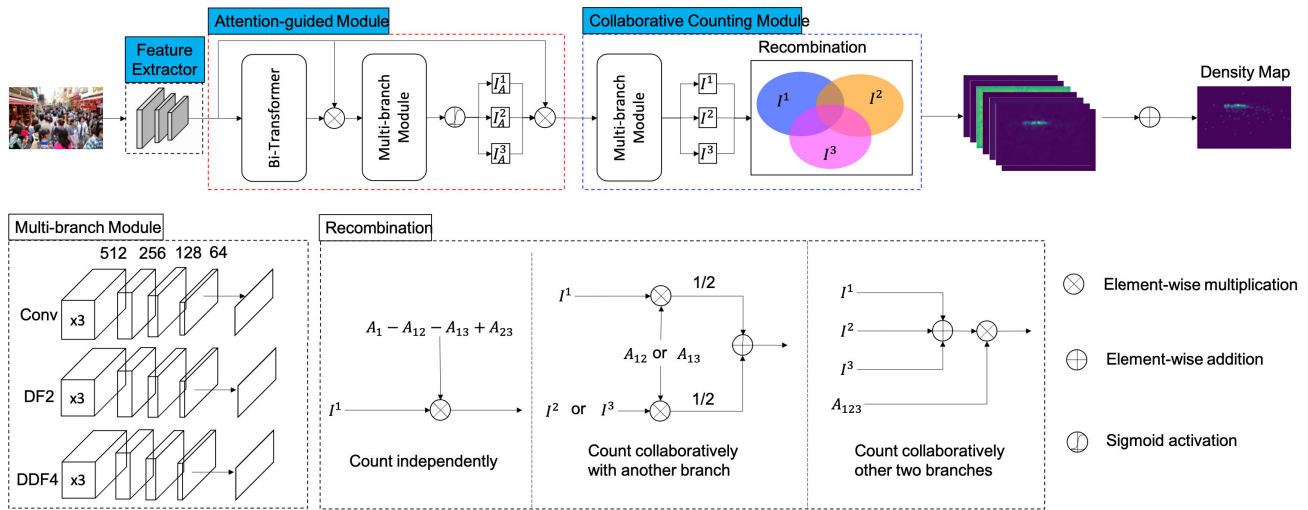 Attention-guided Module
Collaborative Counting Module
Feature
Extractor
Recombination
Density Map
Bi-Transformer
Multi-branch
Module
I_A^1
I_A^2
I_A^3
Multi-branch
Module
I^1
I^2
I^3
I^1
I^2
I^3
Multi-branch Module
512 256 128 64
Conv
x3
DF2
x3
DDF4
x3
Recombination
A_1 − A_12 − A_13 + A_23
I^1
Count independently
I^1
1/2
A_12 or A_13
I^2 or I^3
1/2
Count collaboratively
with another branch
I^1
I^2
I^3
A_123
Count collaboratively
other two branches
Element-wise multiplication
Element-wise addition
Sigmoid activation